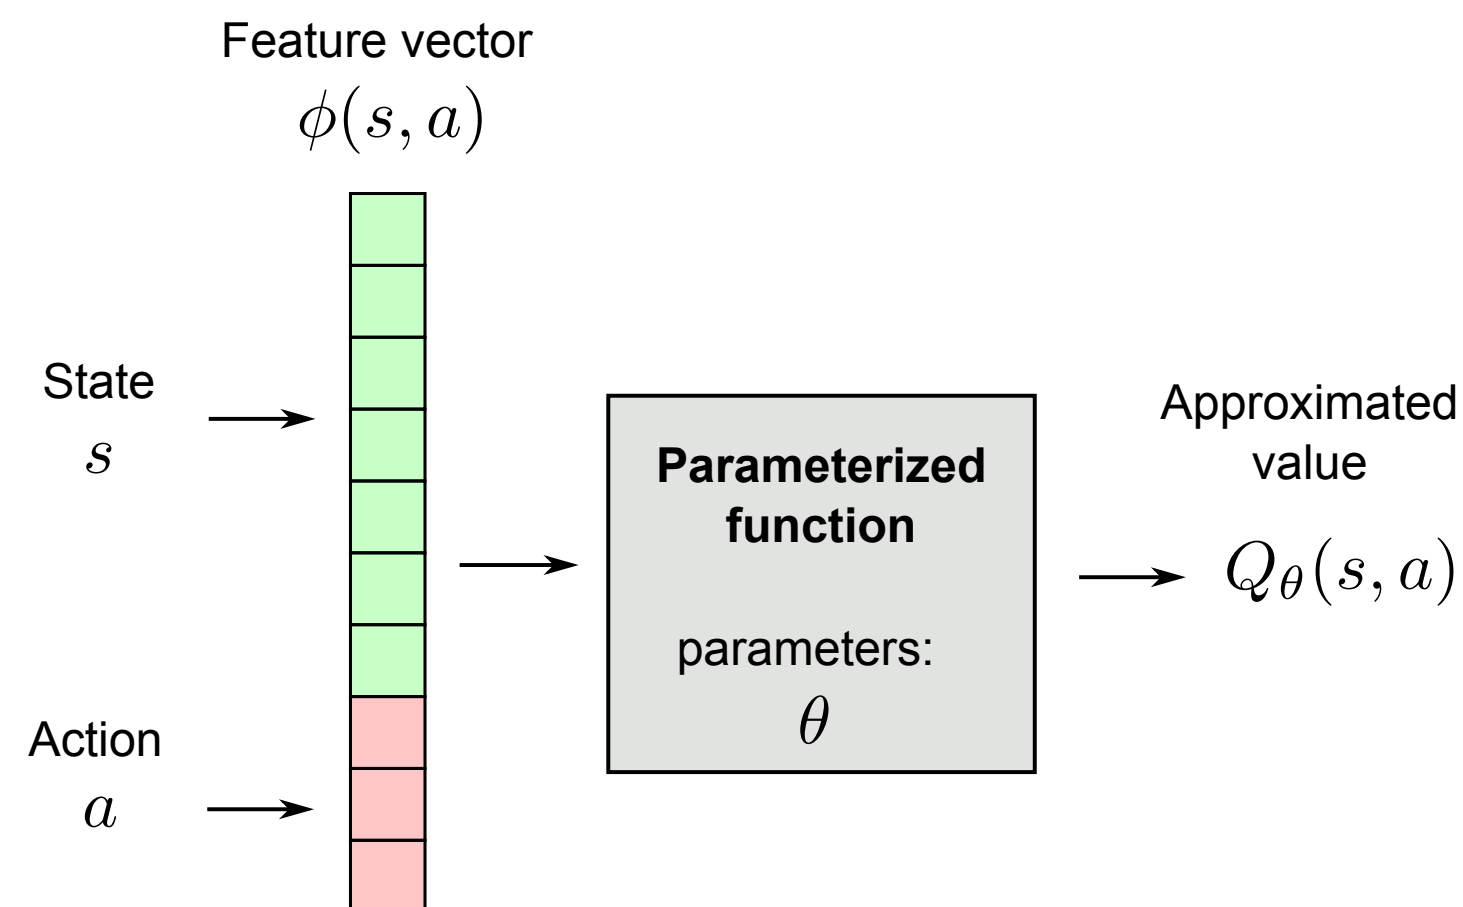 Feature vector
ϕ(s, a)
State
s
Action
a
Parameterized
function
parameters:
θ
Approximated
value
Q_θ(s, a)